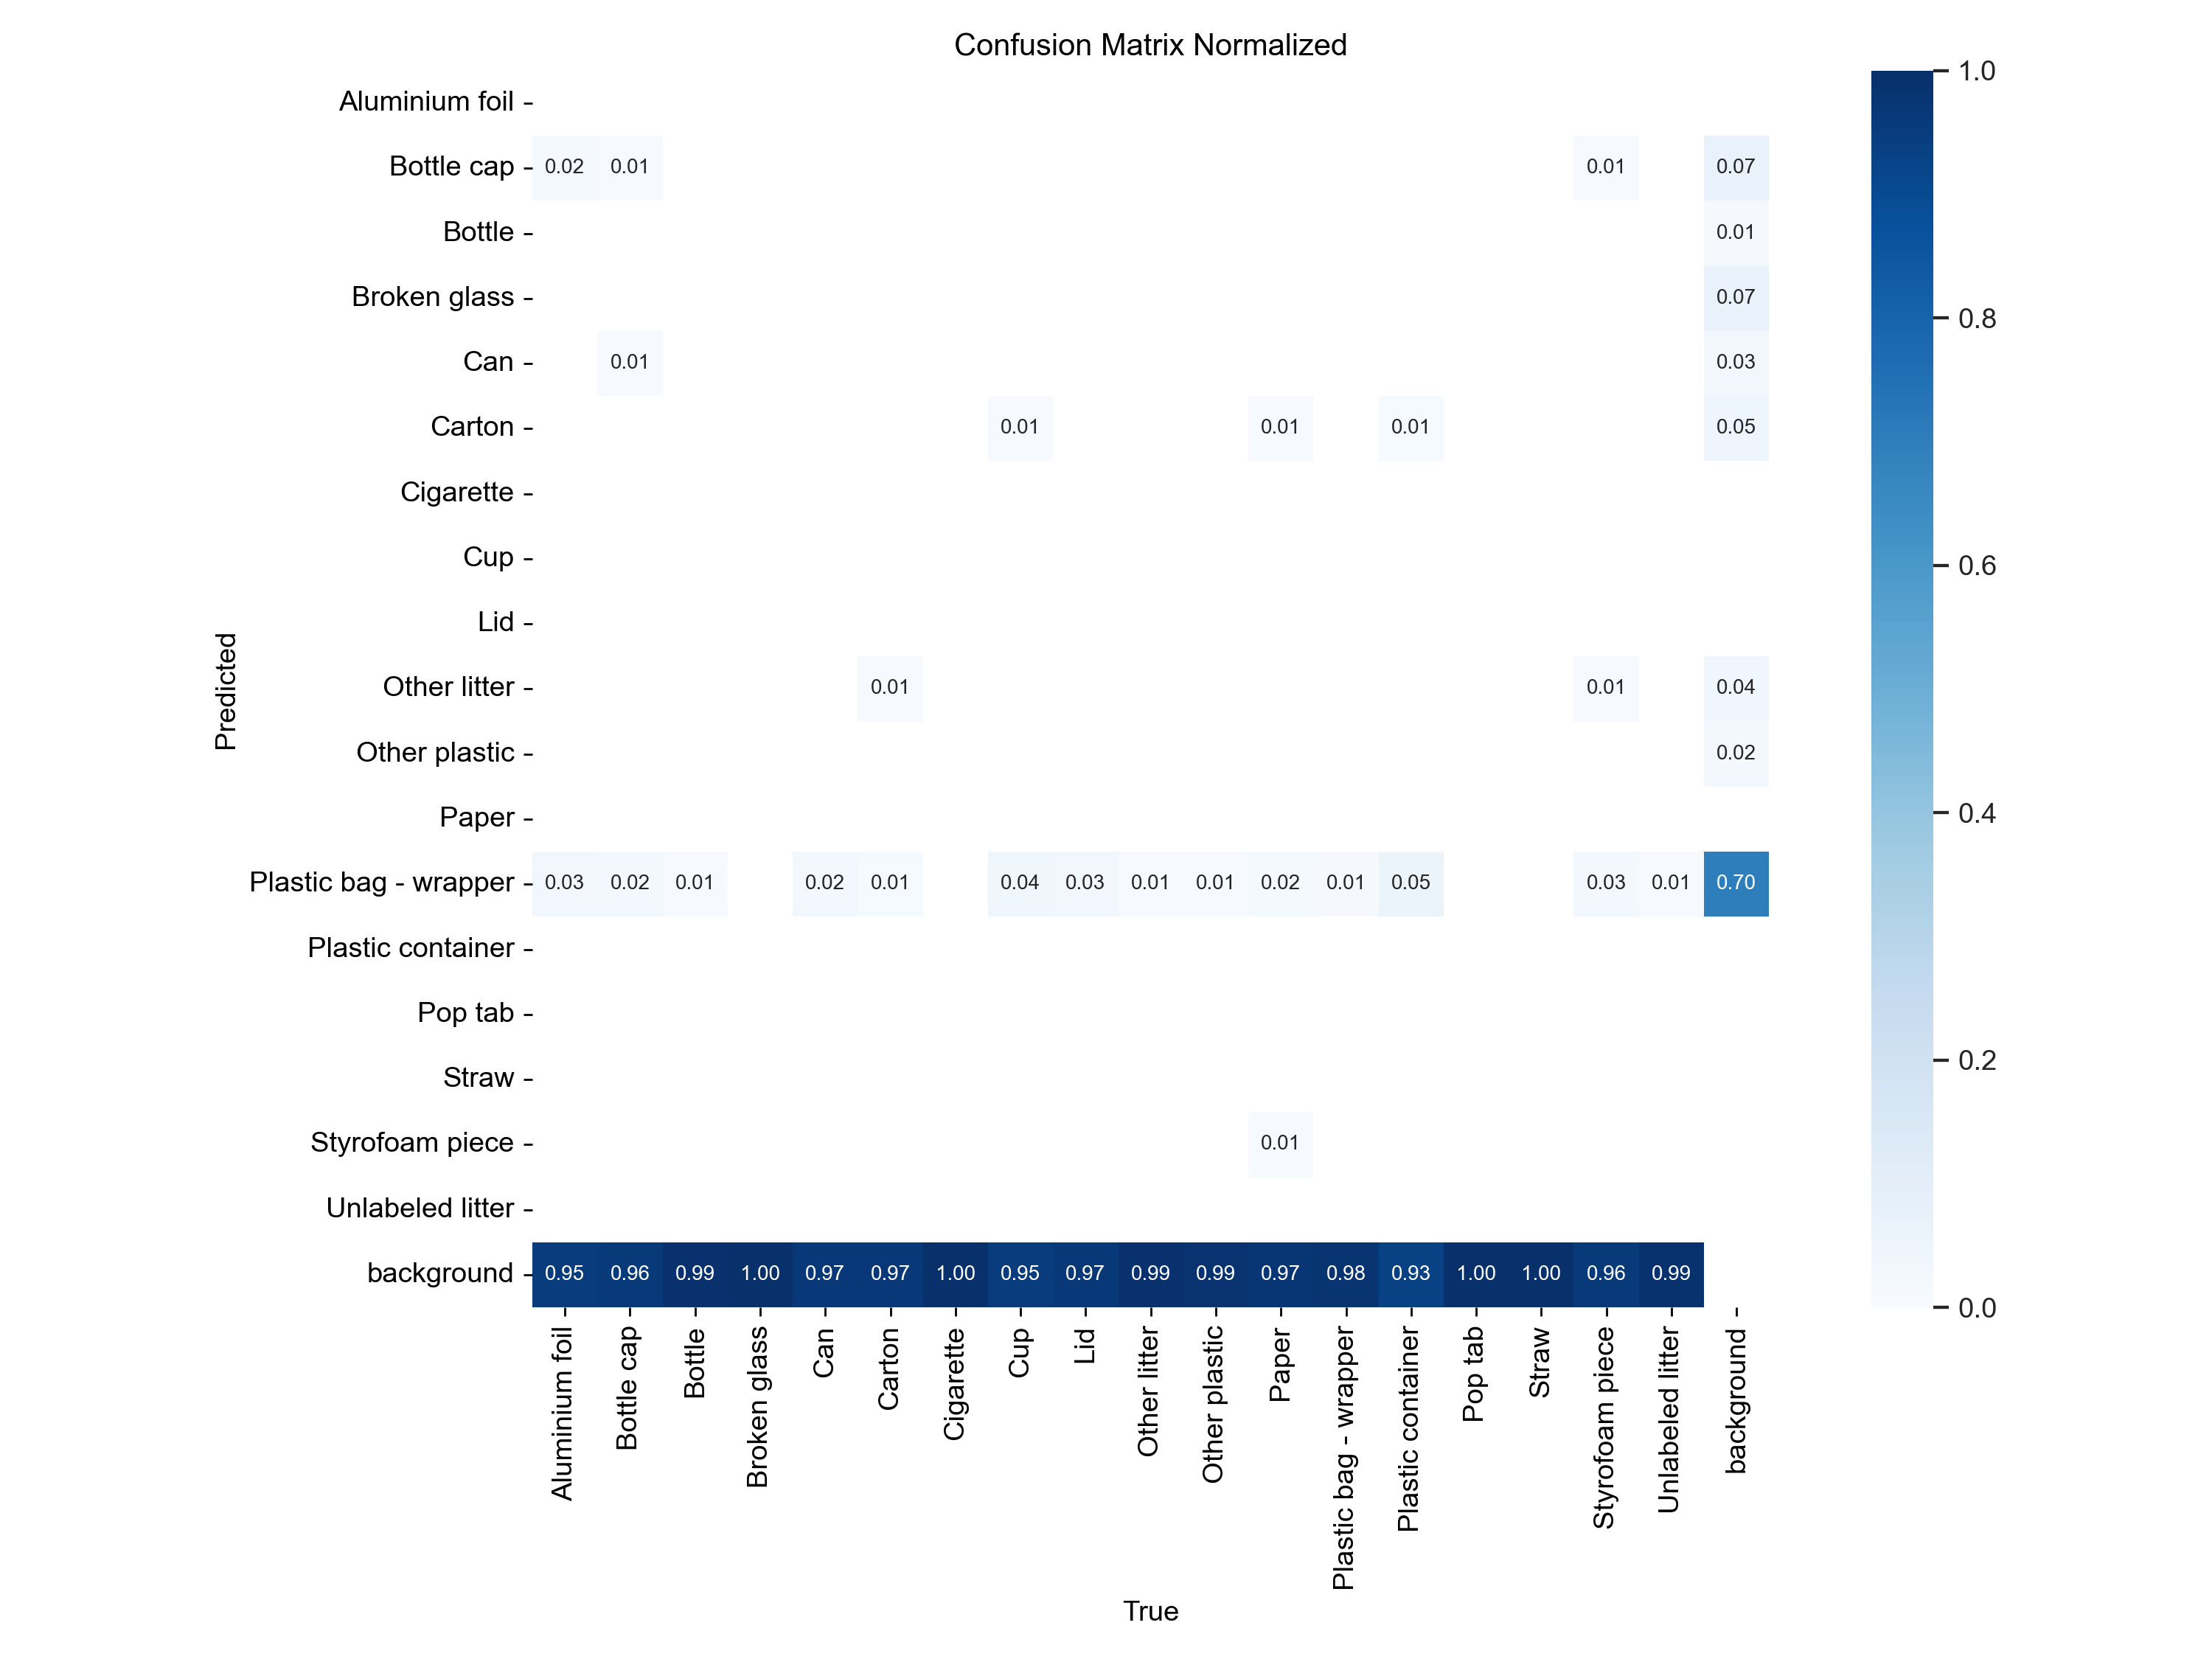 Confusion Matrix Normalized
Aluminium foil
Bottle cap 0.02 0.01 0.01 0.07
Bottle 0.01
Broken glass 0.07
Can 0.01 0.03
Carton 0.01 0.01 0.01 0.05
Cigarette
Cup
Lid
Other litter 0.01 0.01 0.04
Other plastic 0.02
Paper
Plastic bag - wrapper 0.03 0.02 0.01 0.02 0.01 0.04 0.03 0.01 0.01 0.02 0.01 0.05 0.03 0.01 0.70
Plastic container
Pop tab
Straw
Styrofoam piece 0.01
Unlabeled litter
background 0.95 0.96 0.99 1.00 0.97 0.97 1.00 0.95 0.97 0.99 0.99 0.97 0.98 0.93 1.00 1.00 0.96 0.99
Predicted
Aluminium foil
Bottle cap
Bottle
Broken glass
Can
Carton
Cigarette
Cup
Lid
Other litter
Other plastic
Paper
Plastic bag - wrapper
Plastic container
Pop tab
Straw
Styrofoam piece
Unlabeled litter
background
True
1.0
0.8
0.6
0.4
0.2
0.0